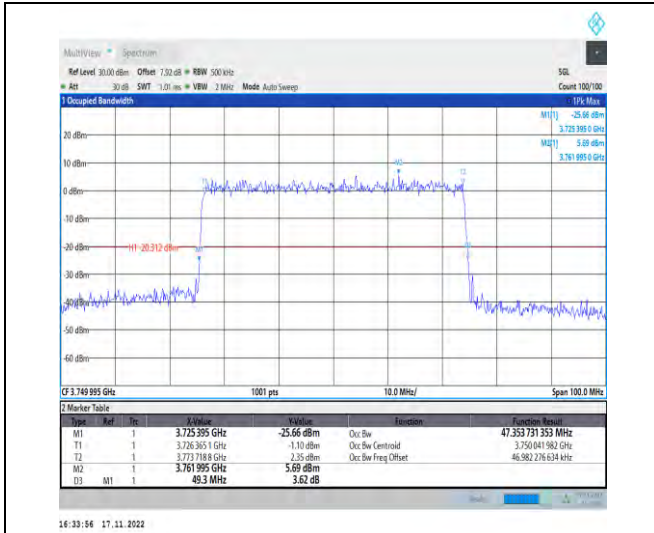 MultiView Spectrum
Ref Level 30.00 dBm Offset 7.92 dB RBW 500 kHz SGL
Att 30 dB SWT 1.01 ms VBW 2 MHz Mode Auto Sweep Count 100/100
1 Occupied Bandwidth 1Pk Max
M1[1] -25.66 dBm
3.725 395 0 GHz
20 dBm M2[1] 5.69 dBm
3.761 995 0 GHz
10 dBm M2
T1 T2
0 dBm
-10 dBm
-20 dBm H1 -20.312 dBm M1
-30 dBm
-40 dBm
-50 dBm
-60 dBm
CF 3.749 995 GHz 1001 pts 10.0 MHz/ Span 100.0 MHz
2 Marker Table
Type Ref Trc X-Value Y-Value Function Function Result
M1 1 3.725 395 GHz -25.66 dBm Occ Bw 47.353 731 353 MHz
T1 1 3.726 365 1 GHz -1.10 dBm Occ Bw Centroid 3.750 041 982 GHz
T2 1 3.773 718 8 GHz 2.35 dBm Occ Bw Freq Offset 46.982 276 634 kHz
M2 1 3.761 995 GHz 5.69 dBm
D3 M1 1 49.3 MHz 3.62 dB
16:33:56 17.11.2022